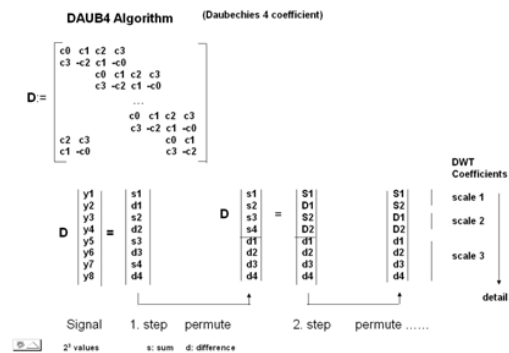 DAUB4 Algorithm (Daubechies 4 coefficient)
c0 c1 c2 c3
c3 -c2 c1 -c0
c0 c1 c2 c3
c3 -c2 c1 -c0
D:= ...
c0 c1 c2 c3
c3 -c2 c1 -c0
c2 c3 c0 c1
c1 -c0 c3 -c2
DWT
Coefficients
y1 s1 s1 S1 S1 scale 1
y2 d1 s2 D D1 S2
y3 s2 s3 = S2 D1 scale 2
D y4 = d2 s4 D2 D2
y5 s3 d1 d1 d1
y6 d3 d2 d2 d2 scale 3
y7 s4 d3 d3 d3
y8 d4 d4 d4 d4
detail
Signal 1. step permute 2. step permute ......
2³ values s: sum d: difference